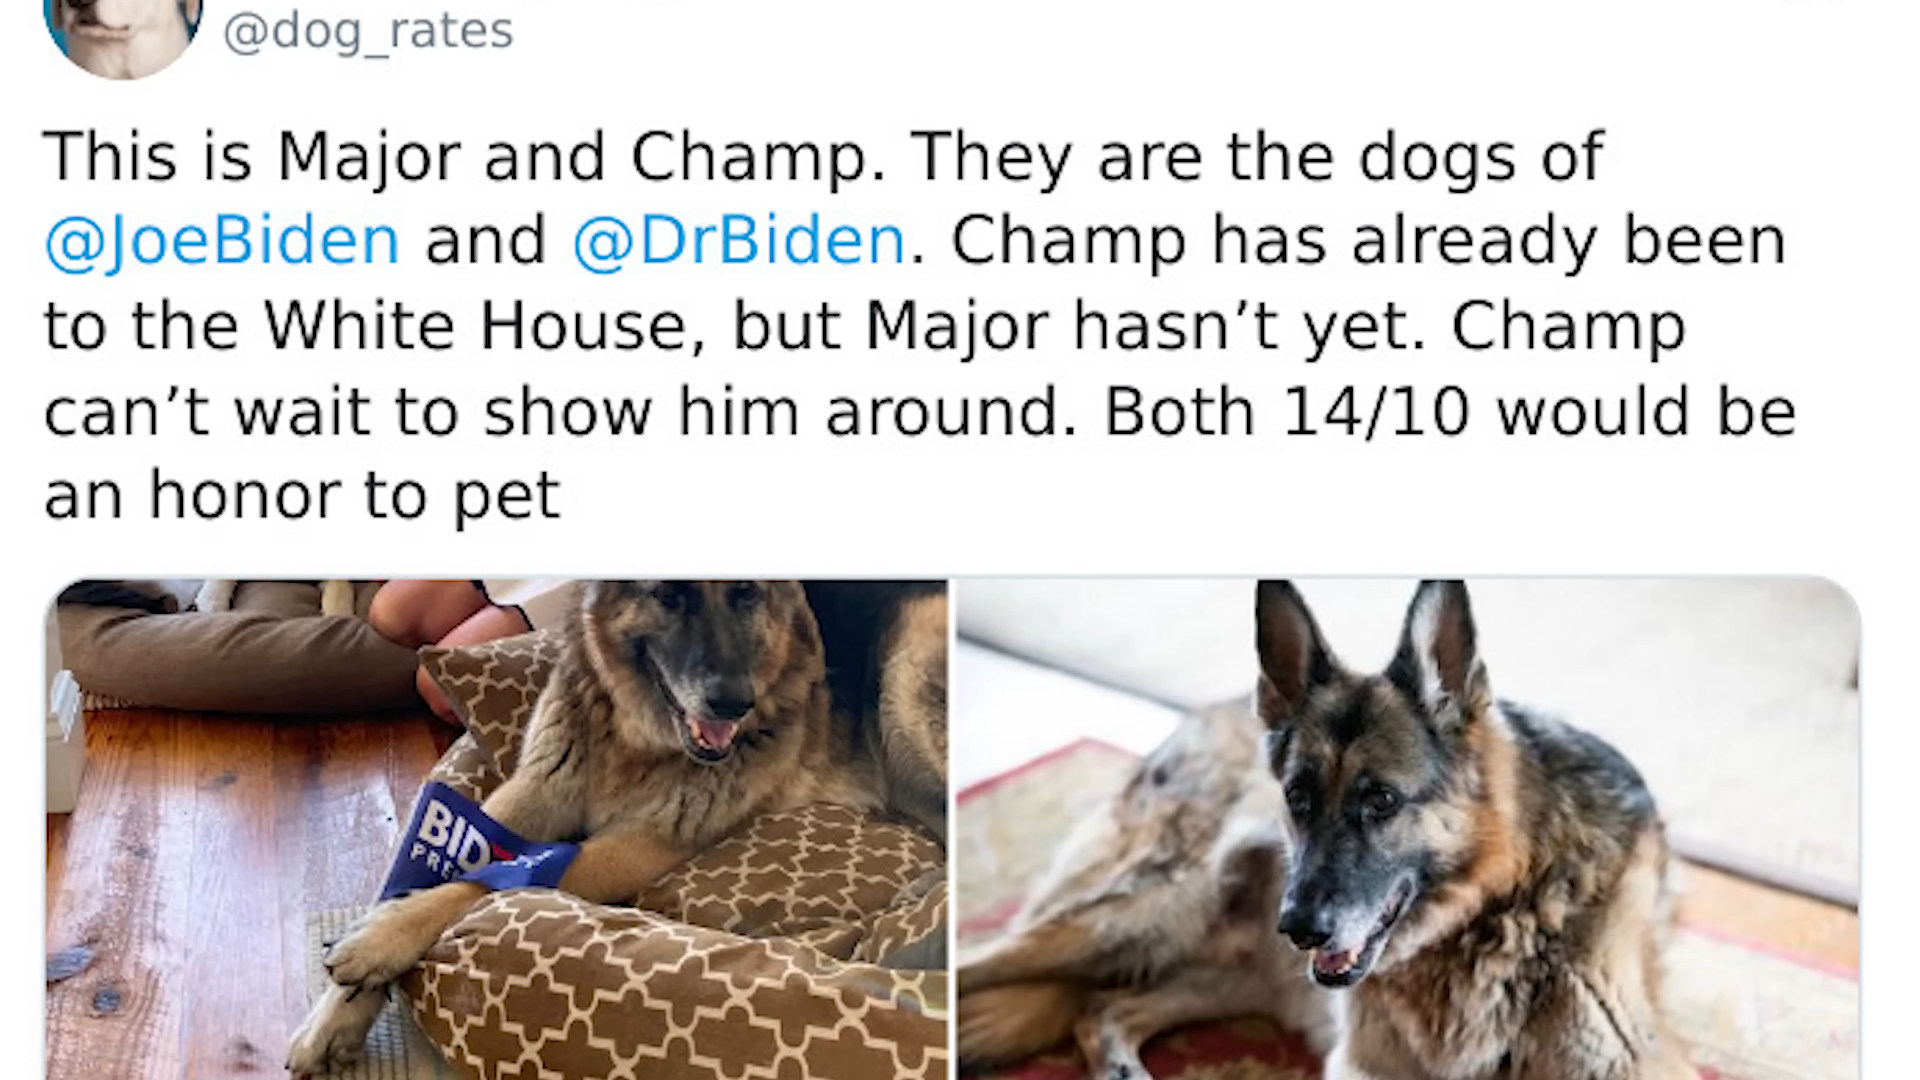 @dog_rates
This is Major and Champ. They are the dogs of
@JoeBiden and @DrBiden. Champ has already been
to the White House, but Major hasn’t yet. Champ
can’t wait to show him around. Both 14/10 would be
an honor to pet
BID
PRE